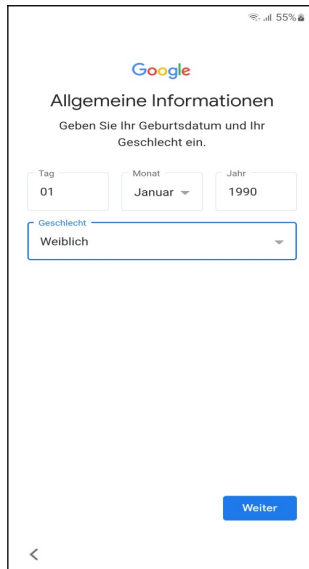 55%
Google
Allgemeine Informationen
Geben Sie Ihr Geburtsdatum und Ihr
Geschlecht ein.
Tag Monat Jahr
01 Januar 1990
Geschlecht
Weiblich
Weiter